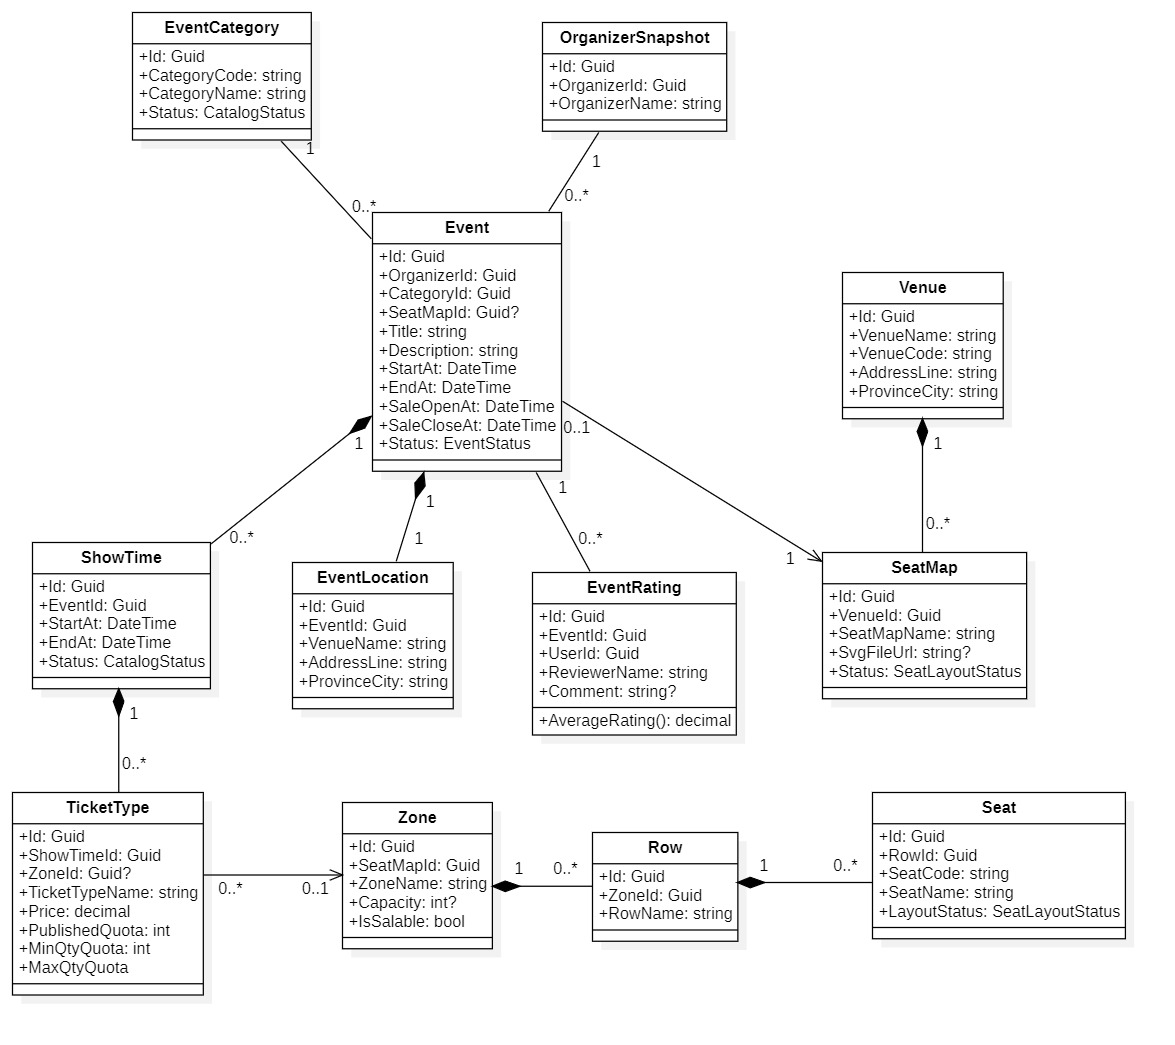 EventCategory
+Id: Guid
+CategoryCode: string
+CategoryName: string
+Status: CatalogStatus
1
0..*
OrganizerSnapshot
+Id: Guid
+OrganizerId: Guid
+OrganizerName: string
1
0..*
Event
+Id: Guid
+OrganizerId: Guid
+CategoryId: Guid
+SeatMapId: Guid?
+Title: string
+Description: string
+StartAt: DateTime
+EndAt: DateTime
+SaleOpenAt: DateTime
+SaleCloseAt: DateTime
+Status: EventStatus
1
0..*
1
1
1
0..*
0..1
1
Venue
+Id: Guid
+VenueName: string
+VenueCode: string
+AddressLine: string
+ProvinceCity: string
1
0..*
ShowTime
+Id: Guid
+EventId: Guid
+StartAt: DateTime
+EndAt: DateTime
+Status: CatalogStatus
1
0..*
EventLocation
+Id: Guid
+EventId: Guid
+VenueName: string
+AddressLine: string
+ProvinceCity: string
EventRating
+Id: Guid
+EventId: Guid
+UserId: Guid
+ReviewerName: string
+Comment: string?
+AverageRating(): decimal
SeatMap
+Id: Guid
+VenueId: Guid
+SeatMapName: string
+SvgFileUrl: string?
+Status: SeatLayoutStatus
TicketType
+Id: Guid
+ShowTimeId: Guid
+ZoneId: Guid?
+TicketTypeName: string
+Price: decimal
+PublishedQuota: int
+MinQtyQuota: int
+MaxQtyQuota
0..*
0..1
Zone
+Id: Guid
+SeatMapId: Guid
+ZoneName: string
+Capacity: int?
+IsSalable: bool
1
0..*
Row
+Id: Guid
+ZoneId: Guid
+RowName: string
1
0..*
Seat
+Id: Guid
+RowId: Guid
+SeatCode: string
+SeatName: string
+LayoutStatus: SeatLayoutStatus